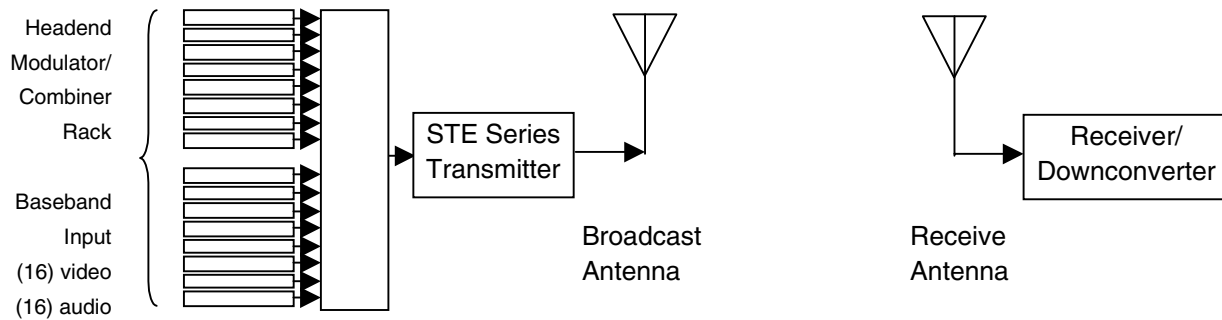 Headend
Modulator/
Combiner
Rack
Baseband
Input
(16) video
(16) audio
STE Series
Transmitter
Broadcast
Antenna
Receive
Antenna
Receiver/
Downconverter